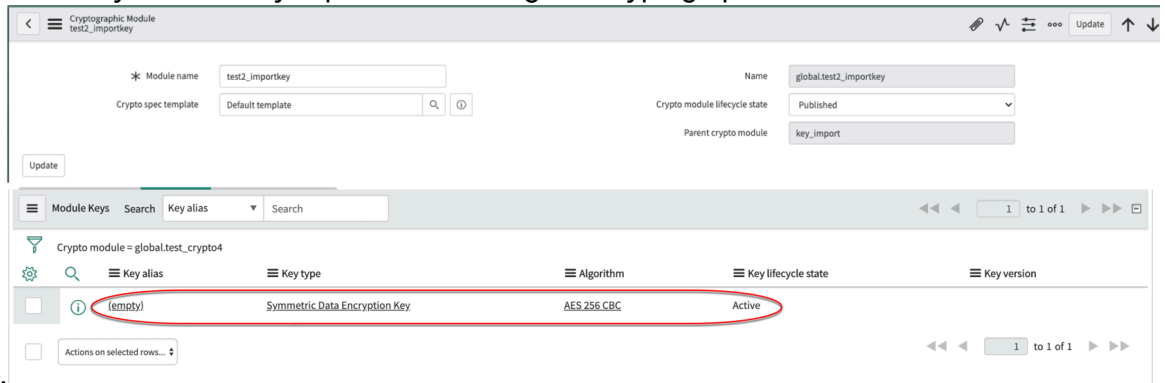 Cryptographic Module
test2_importkey
Update
Module name
test2_importkey
Name
global.test2_importkey
Crypto spec template
Default template
Crypto module lifecycle state
Published
Parent crypto module
key_import
Update
Module Keys Search Key alias Search 1 to 1 of 1
Crypto module = global.test_crypto4
Key alias Key type Algorithm Key lifecycle state Key version
(empty) Symmetric Data Encryption Key AES 256 CBC Active
Actions on selected rows... 1 to 1 of 1